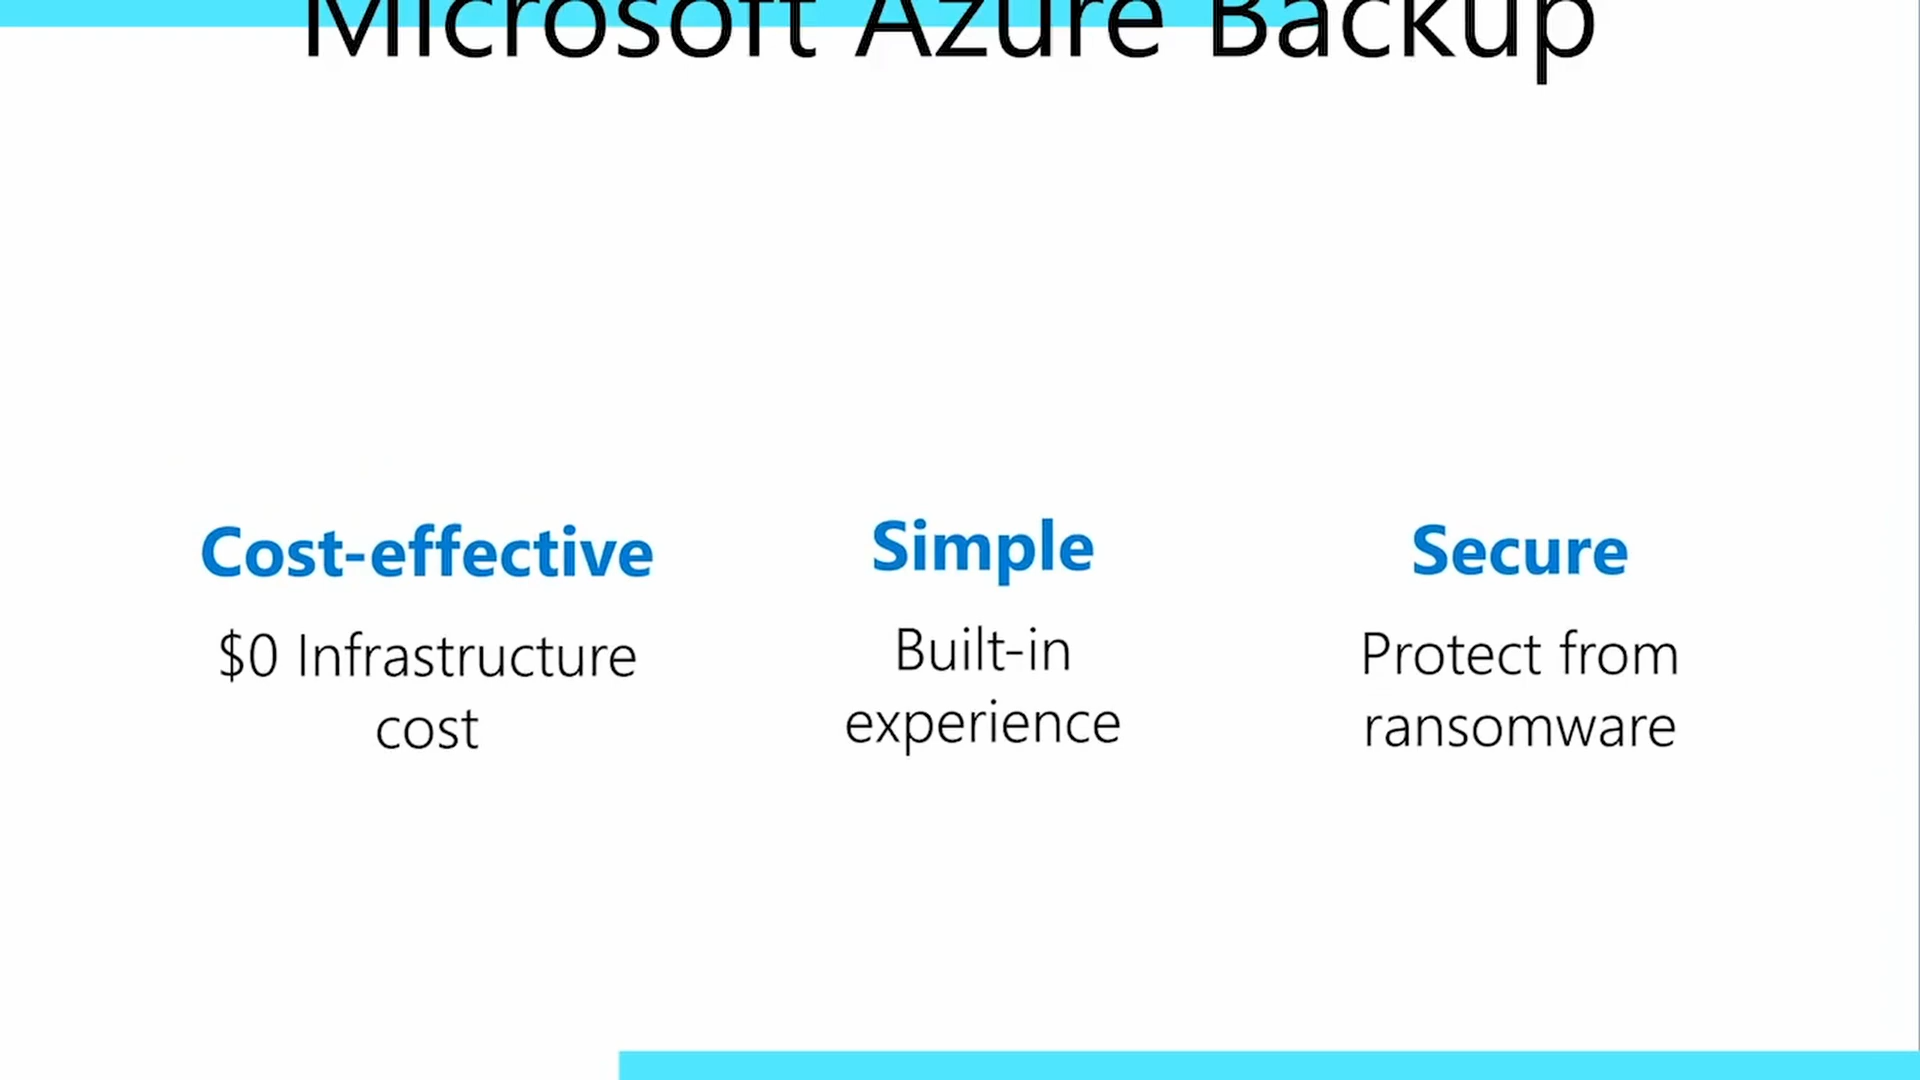 Microsoft Azure Backup
Cost-effective
$0 Infrastructure
cost
Simple
Built-in
experience
Secure
Protect from
ransomware